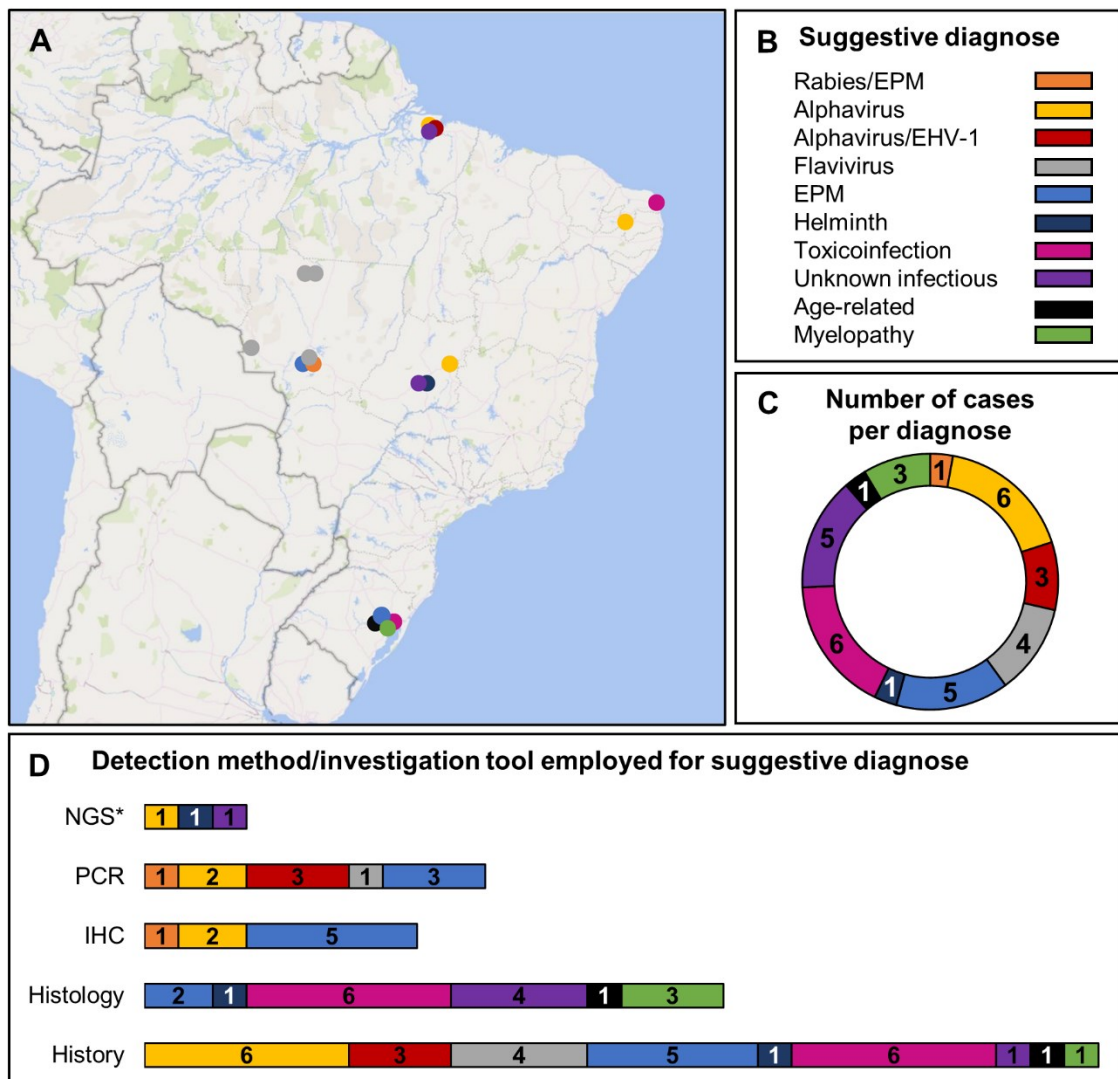 A
B Suggestive diagnose
Rabies/EPM
Alphavirus
Alphavirus/EHV-1
Flavivirus
EPM
Helminth
Toxicoinfection
Unknown infectious
Age-related
Myelopathy
C Number of cases
per diagnose
1
6
3
4
5
1
6
5
1
3
D Detection method/investigation tool employed for suggestive diagnose
NGS* 1 1 1
PCR 1 2 3 1 3
IHC 1 2 5
Histology 2 1 6 4 1 3
History 6 3 4 5 1 6 1 1 1